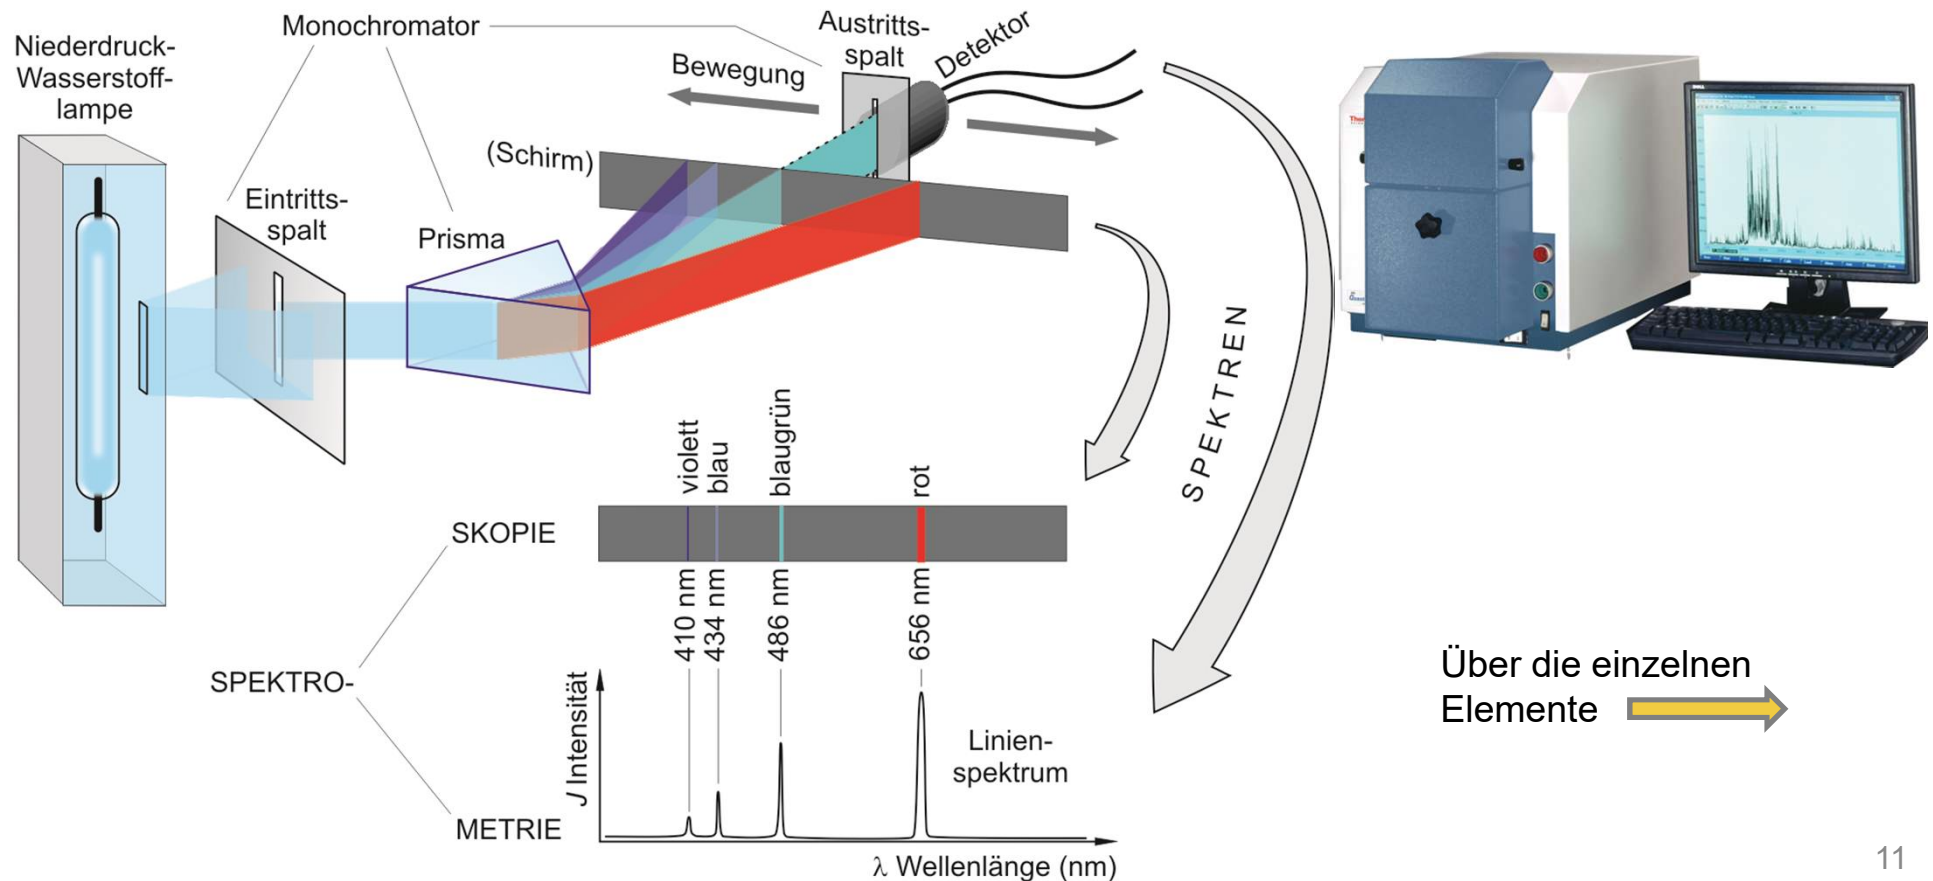 Monochromator
Niederdruck-
Wasserstoff-
lampe
Eintritts-
spalt
Prisma
(Schirm)
Bewegung
Austritts-
spalt
Detektor
SPEKTREN
violett
blau
blaugrün
rot
SKOPIE
410 nm
434 nm
486 nm
656 nm
SPEKTRO-
METRIE
J Intensität
Linien-
spektrum
λ Wellenlänge (nm)
Über die einzelnen
Elemente
11